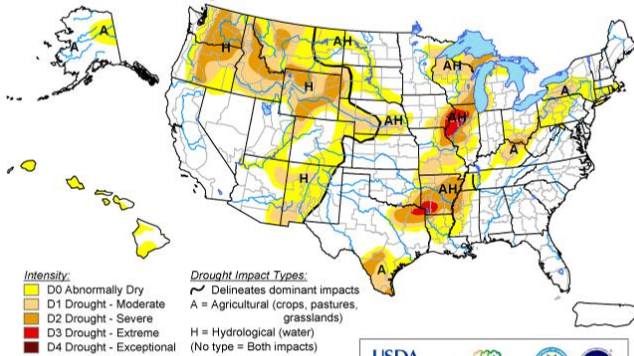 A
A
H
H
AH
AH
A
AH
AH
A
H
AH
A
Intensity:
D0 Abnormally Dry
D1 Drought - Moderate
D2 Drought - Severe
D3 Drought - Extreme
D4 Drought - Exceptional
Drought Impact Types:
Delineates dominant impacts
A = Agricultural (crops, pastures,
grasslands)
H = Hydrological (water)
(No type = Both impacts)
USDA